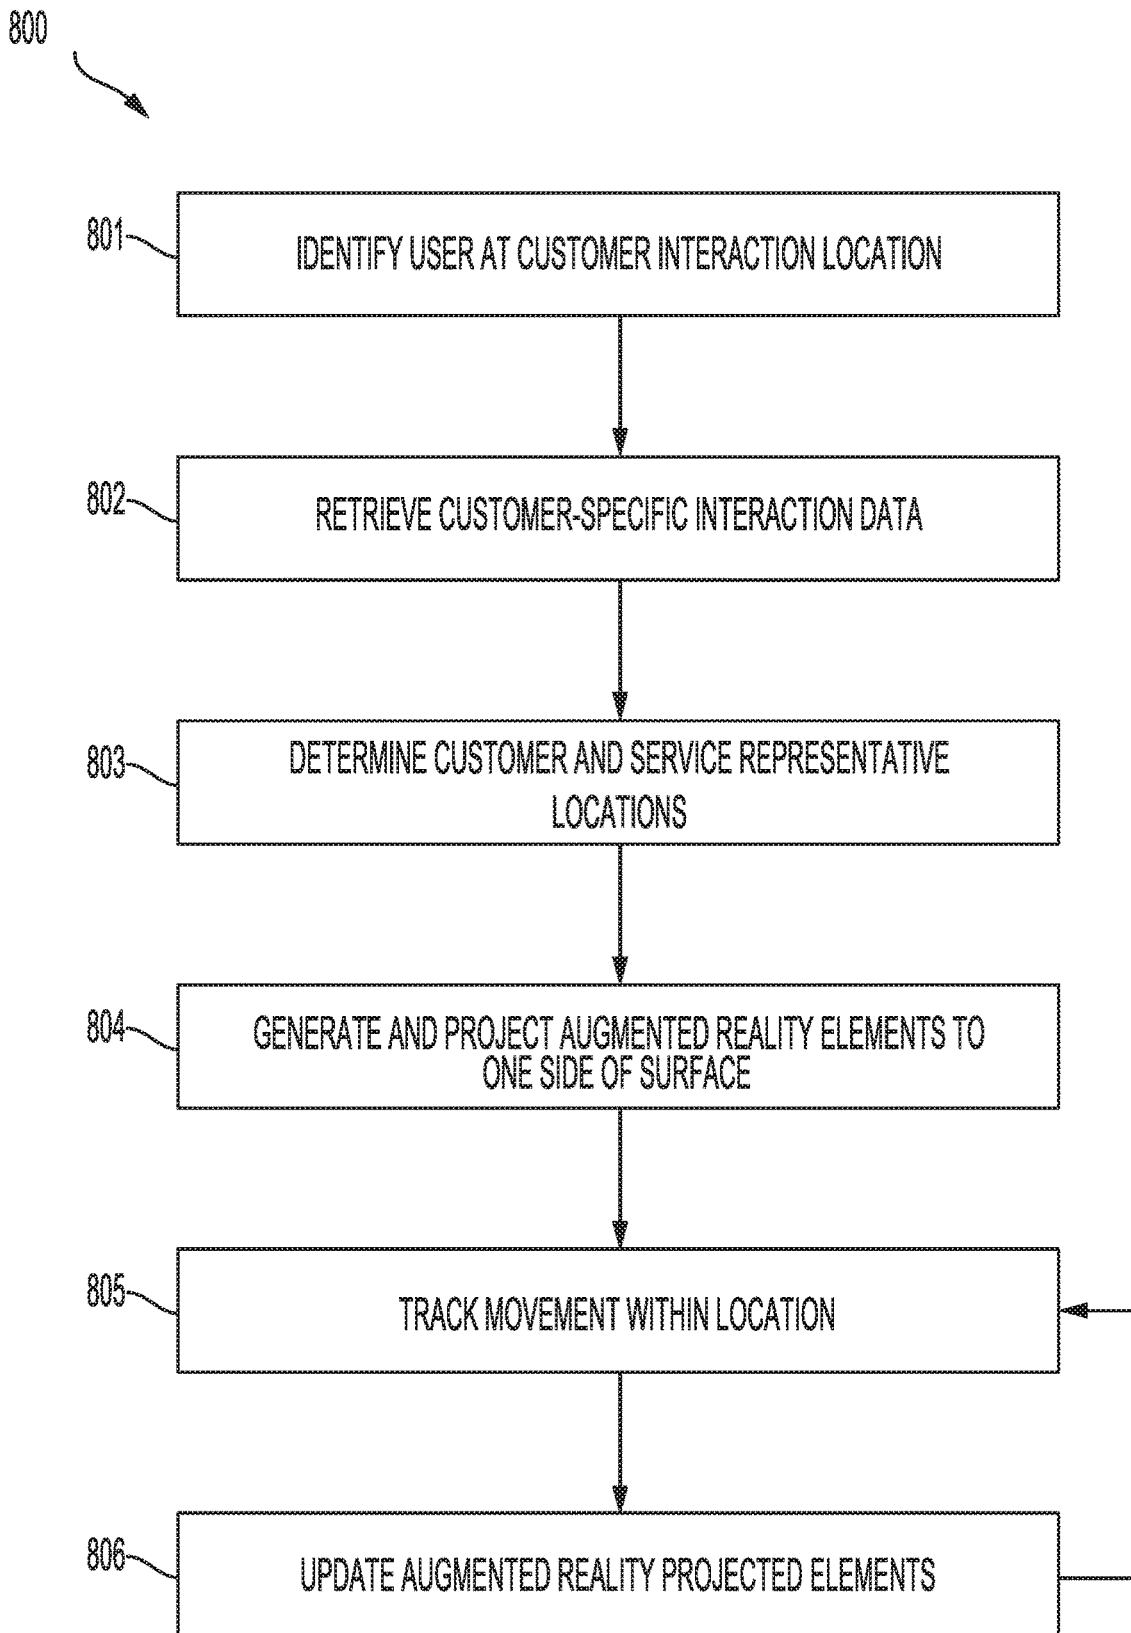 800
801
IDENTIFY USER AT CUSTOMER INTERACTION LOCATION
802
RETRIEVE CUSTOMER-SPECIFIC INTERACTION DATA
803
DETERMINE CUSTOMER AND SERVICE REPRESENTATIVE
LOCATIONS
804
GENERATE AND PROJECT AUGMENTED REALITY ELEMENTS TO
ONE SIDE OF SURFACE
805
TRACK MOVEMENT WITHIN LOCATION
806
UPDATE AUGMENTED REALITY PROJECTED ELEMENTS